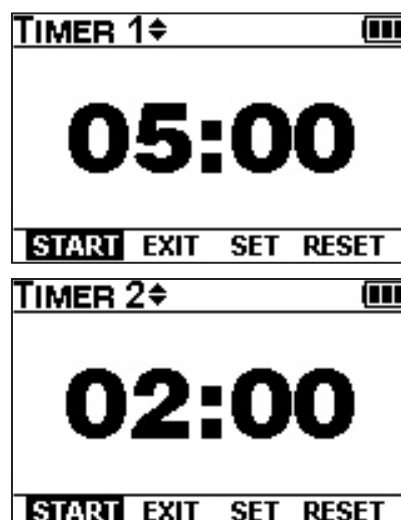 TIMER 1
05:00
START EXIT SET RESET
TIMER 2
02:00
START EXIT SET RESET